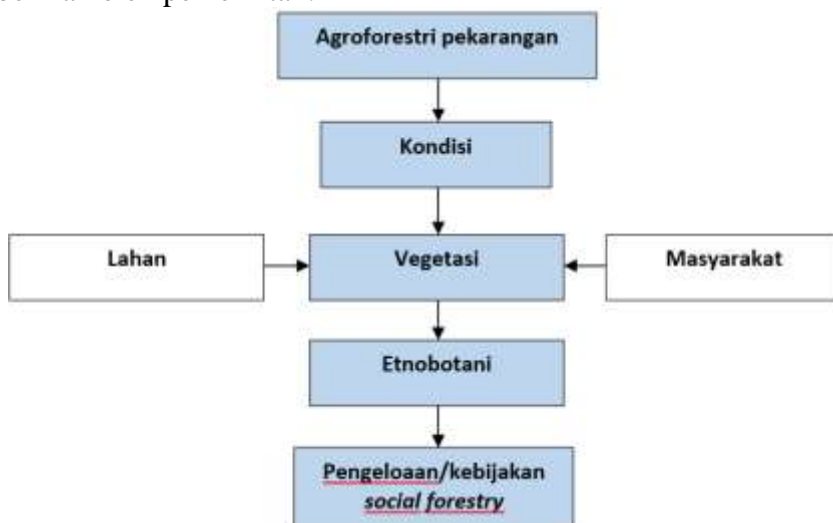 Agroforestri pekarangan
Kondisi
Lahan
Vegetasi
Masyarakat
Etnobotani
Pengeloaan/kebijakan
social forestry